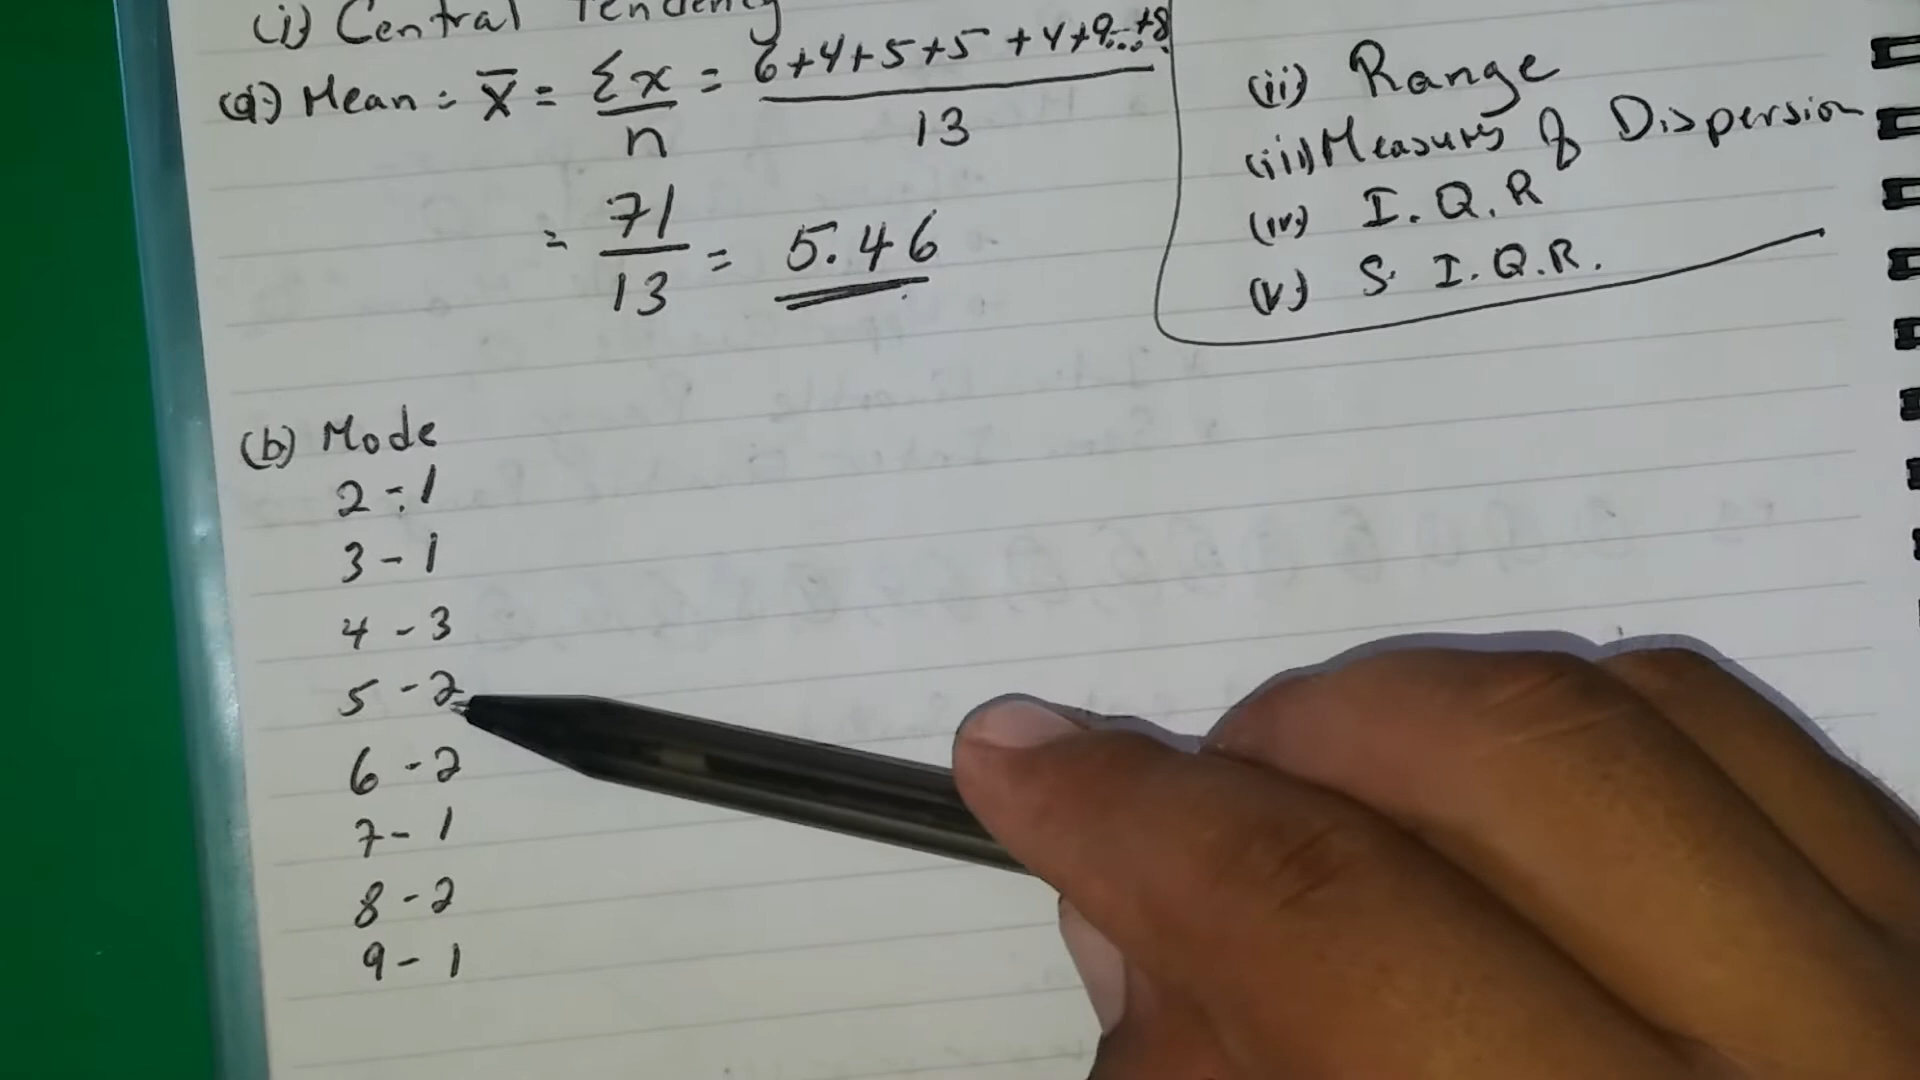 (i) Central Tendency
(a) Mean = x̄ = Σx/n = 6+4+5+5+4+9...+8/13
= 71/13 = 5.46
(ii) Range
(iii) Measures of Dispersion
(iv) I.Q.R
(v) S. I.Q.R.
(b) Mode
2 - 1
3 - 1
4 - 3
5 - 2
6 - 2
7 - 1
8 - 2
9 - 1